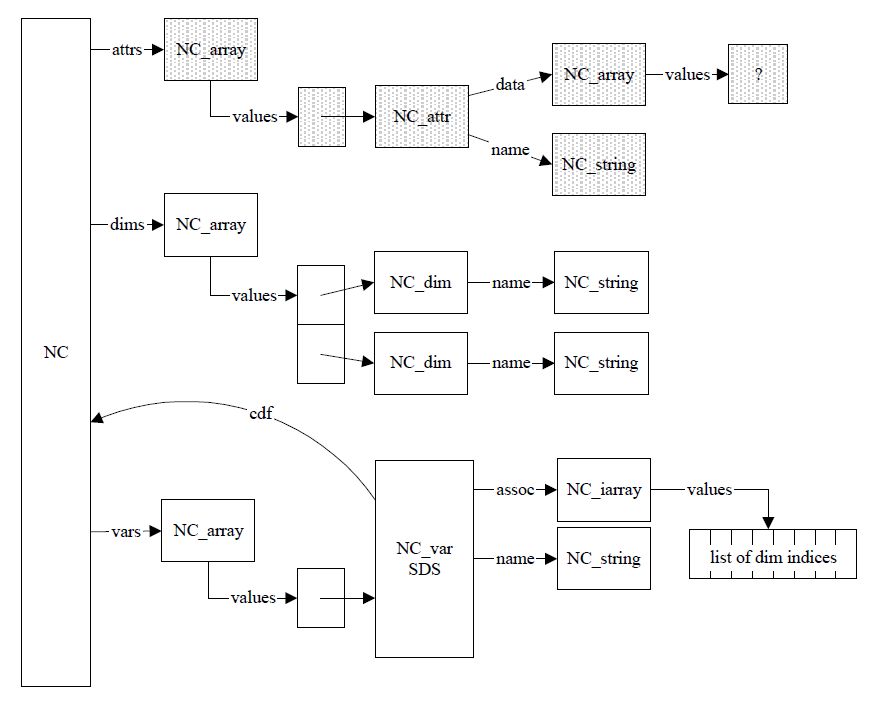 attrs
NC_array
NC_array
values
?
data
values
NC_attr
name
NC_string
dims
NC_array
NC_dim
name
NC_string
values
NC
NC_dim
name
NC_string
cdf
assoc
NC_iarray
values
vars
NC_array
NC_var
SDS
name
NC_string
list of dim indices
values